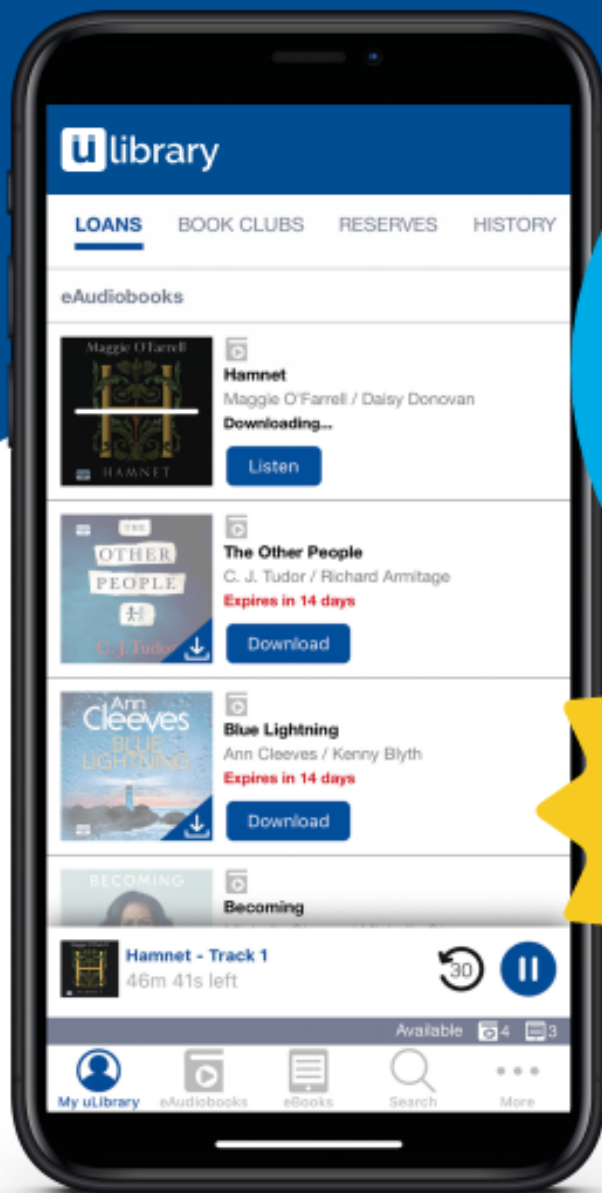 ulibrary
LOANS BOOK CLUBS RESERVES HISTORY
eAudiobooks
Maggie O'Farrell
HAMNET
Hamnet
Maggie O'Farrell / Daisy Donovan
Downloading...
Listen
THE
OTHER
PEOPLE
C. J. Tudor
The Other People
C. J. Tudor / Richard Armitage
Expires in 14 days
Download
Ann
Cleeves
BLUE
LIGHTNING
Blue Lightning
Ann Cleeves / Kenny Blyth
Expires in 14 days
Download
BECOMING
Becoming
Hamnet - Track 1
46m 41s left
30
Available 4 3
My uLibrary eAudiobooks eBooks Search More